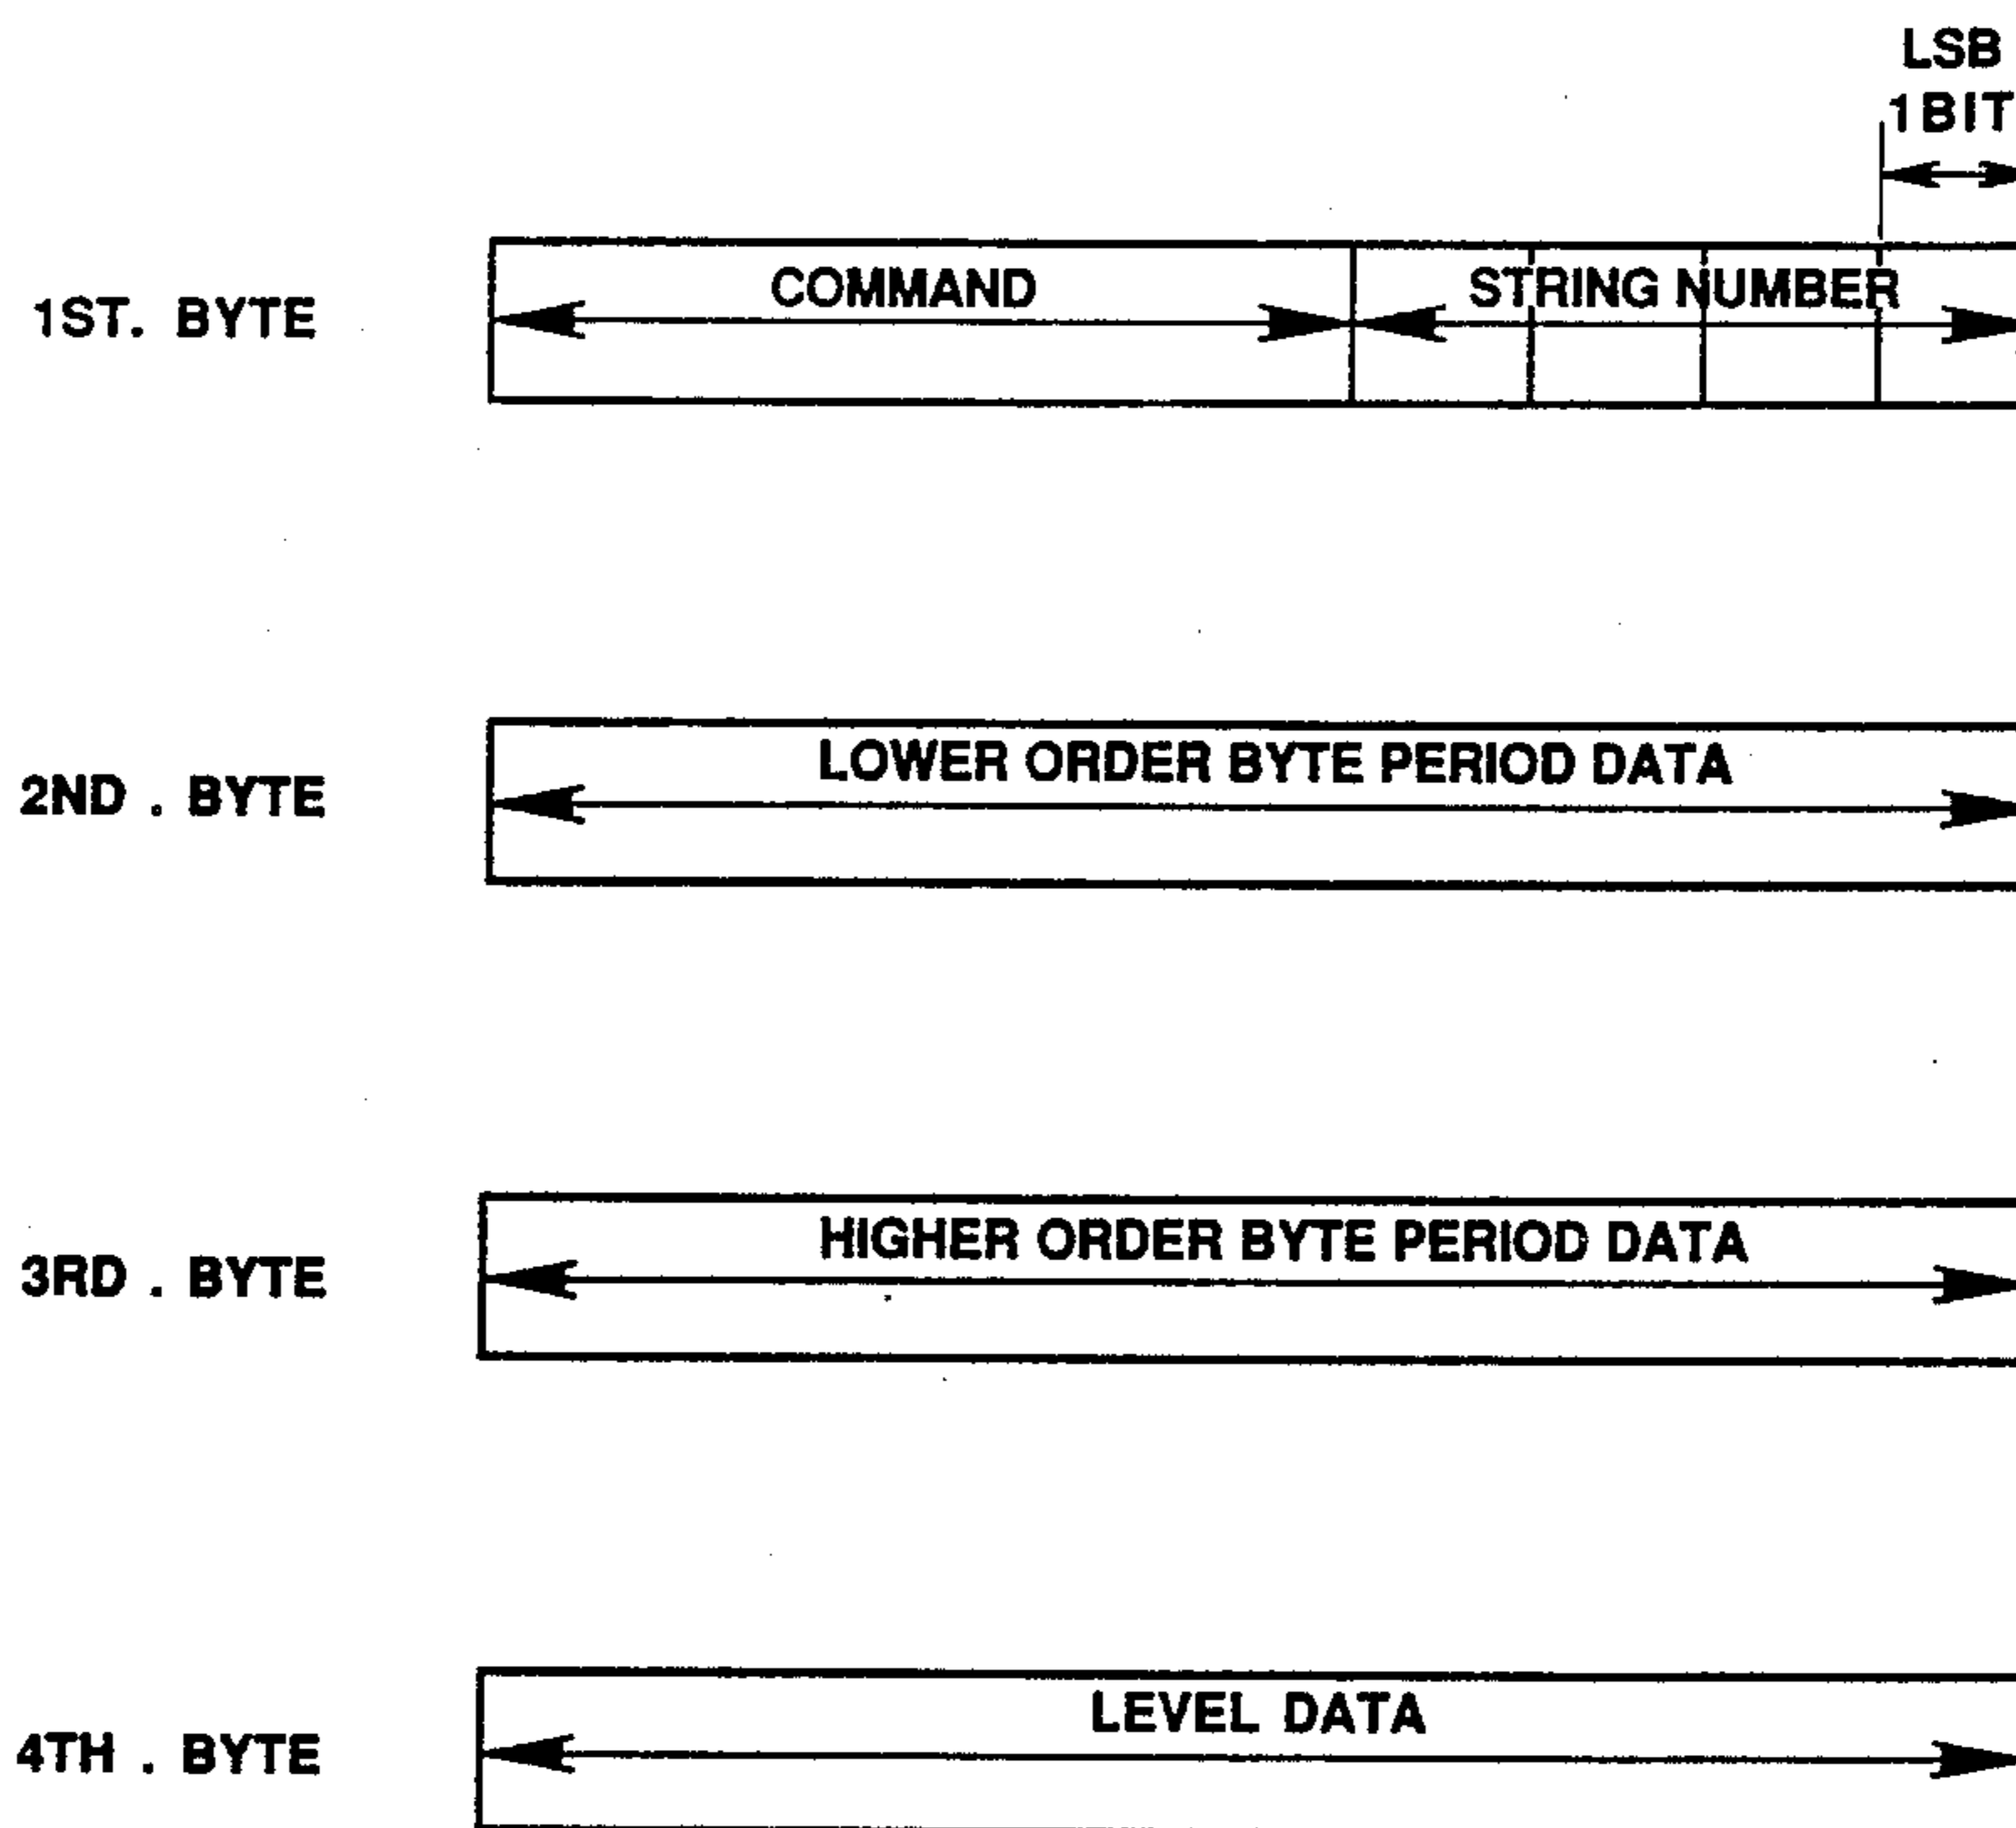 LSB
1BIT
1ST. BYTE
COMMAND
STRING NUMBER
2ND . BYTE
LOWER ORDER BYTE PERIOD DATA
3RD . BYTE
HIGHER ORDER BYTE PERIOD DATA
4TH . BYTE
LEVEL DATA